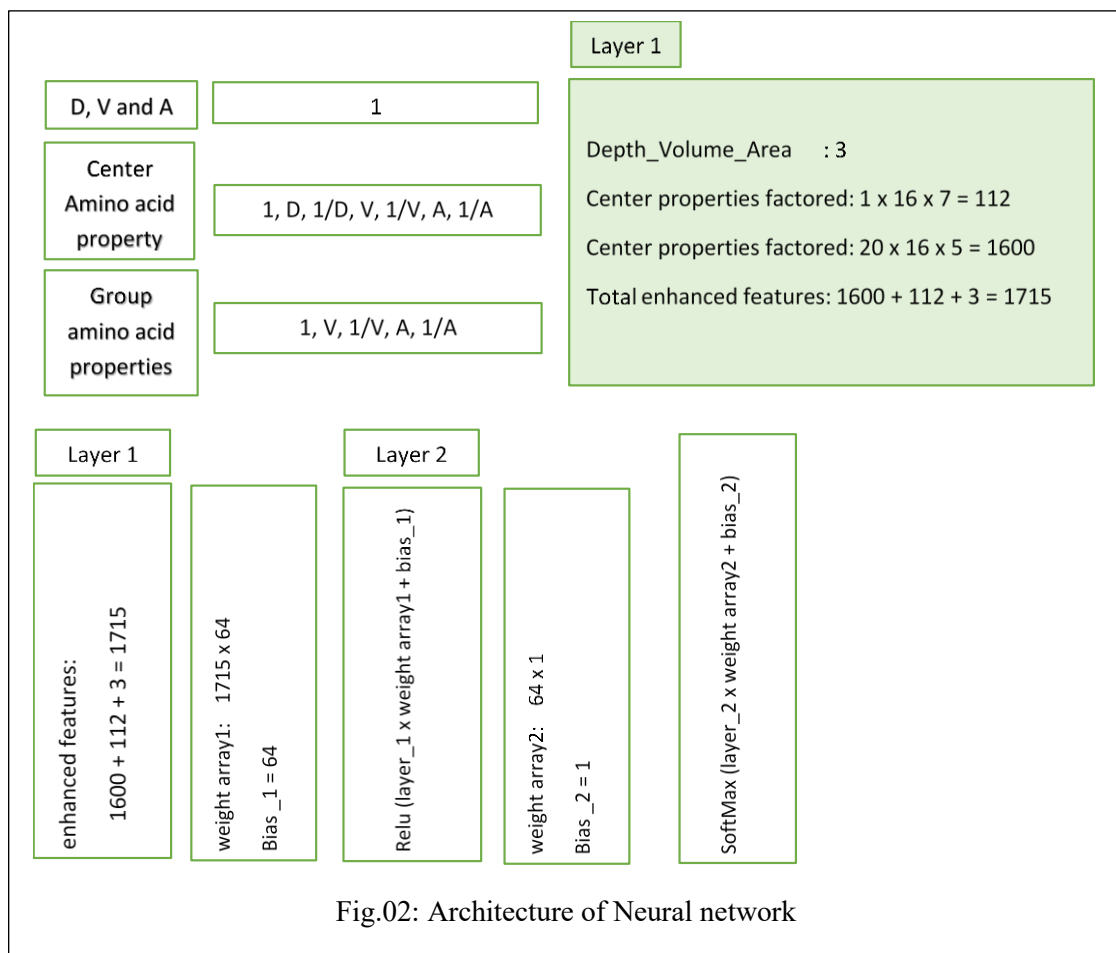 Layer 1
D, V and A
1
Center
Amino acid
property
1, D, 1/D, V, 1/V, A, 1/A
Group
amino acid
properties
1, V, 1/V, A, 1/A
Depth_Volume_Area : 3
Center properties factored: 1 x 16 x 7 = 112
Center properties factored: 20 x 16 x 5 = 1600
Total enhanced features: 1600 + 112 + 3 = 1715
Layer 1
enhanced features:
1600 + 112 + 3 = 1715
weight array1: 1715 x 64
Bias _1 = 64
Layer 2
Relu (layer_1 x weight array1 + bias_1)
weight array2: 64 x 1
Bias _2 = 1
SoftMax (layer_2 x weight array2 + bias_2)
Fig.02: Architecture of Neural network